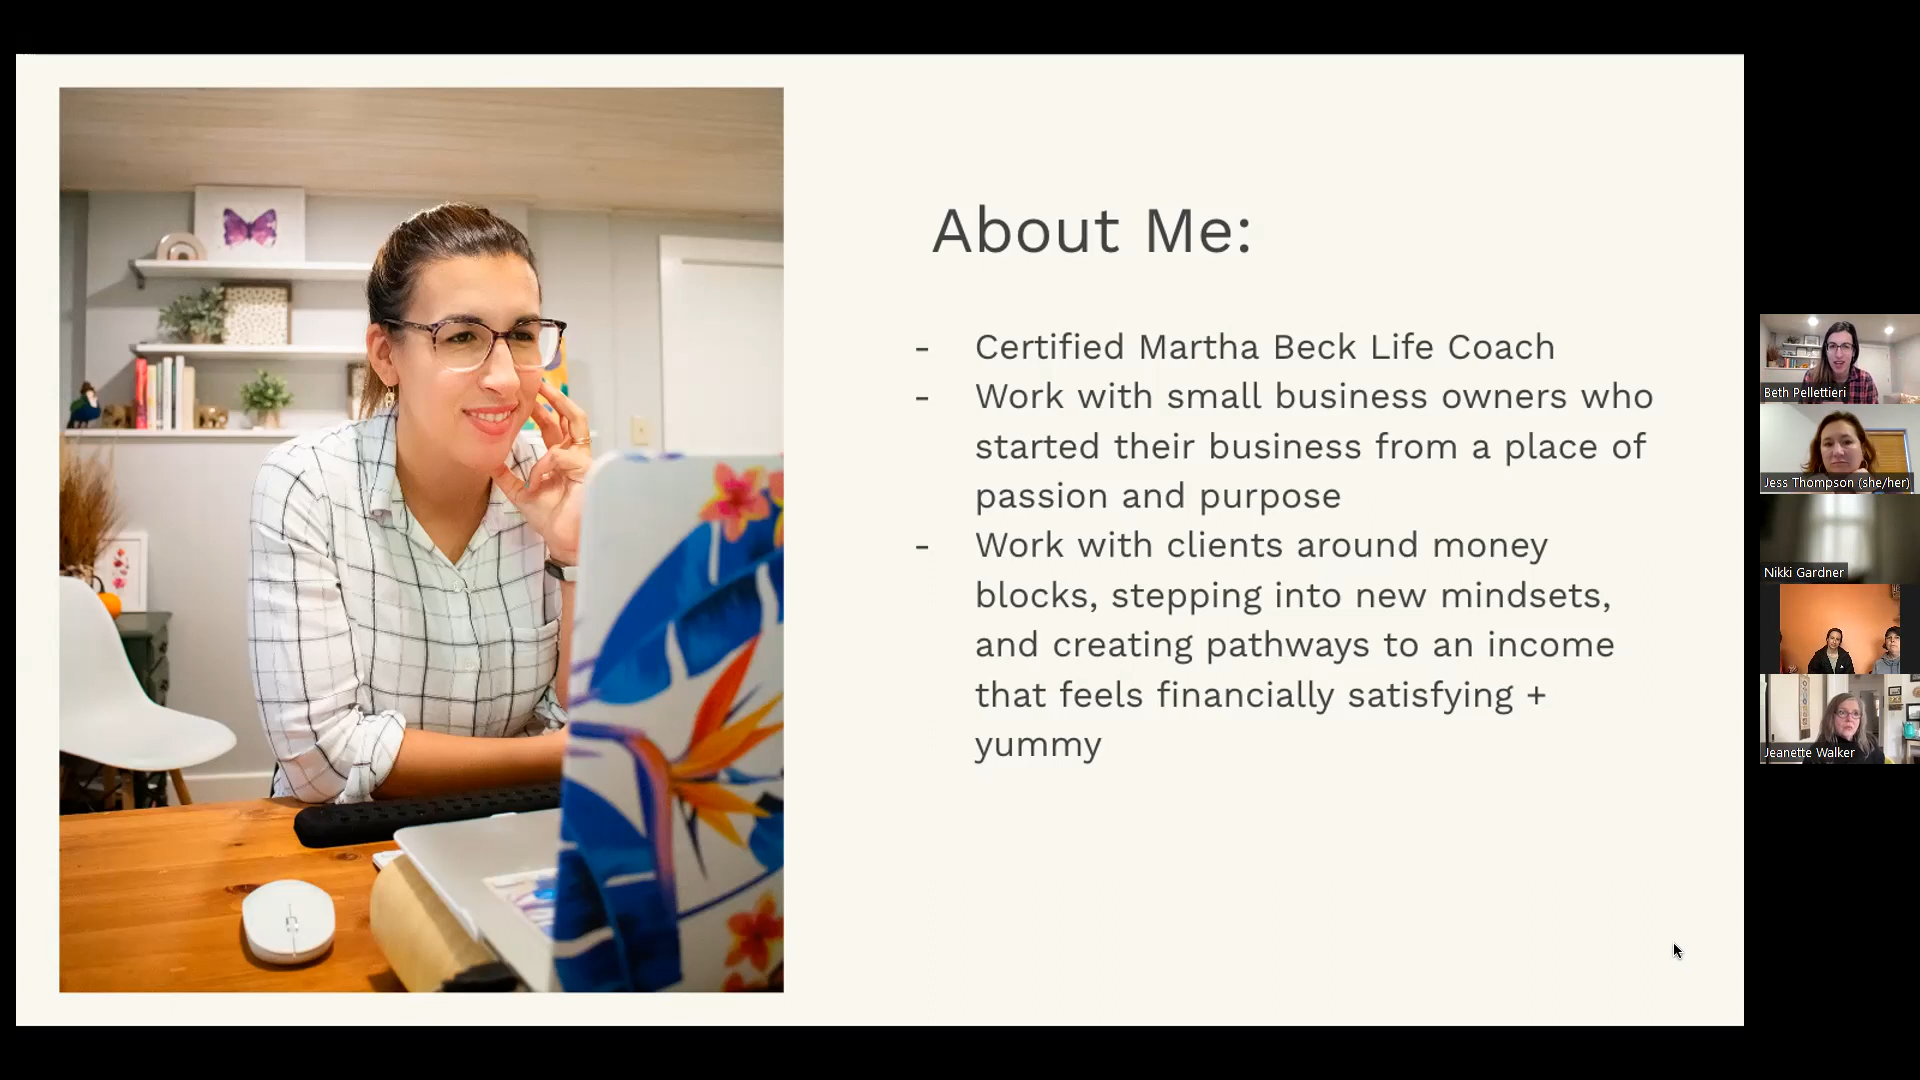 About Me:
- Certified Martha Beck Life Coach
- Work with small business owners who
started their business from a place of
passion and purpose
- Work with clients around money
blocks, stepping into new mindsets,
and creating pathways to an income
that feels financially satisfying +
yummy
Beth Pellettieri
Jess Thompson (she/her)
Nikki Gardner
Jeanette Walker